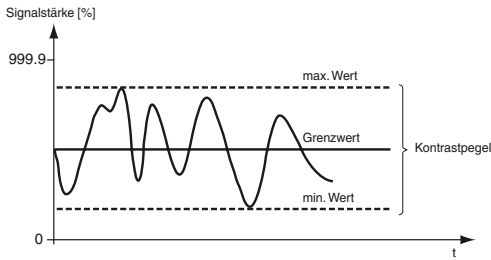 Signalstärke [%]
999.9
max. Wert
Grenzwert
Kontrastpegel
min. Wert
0
t